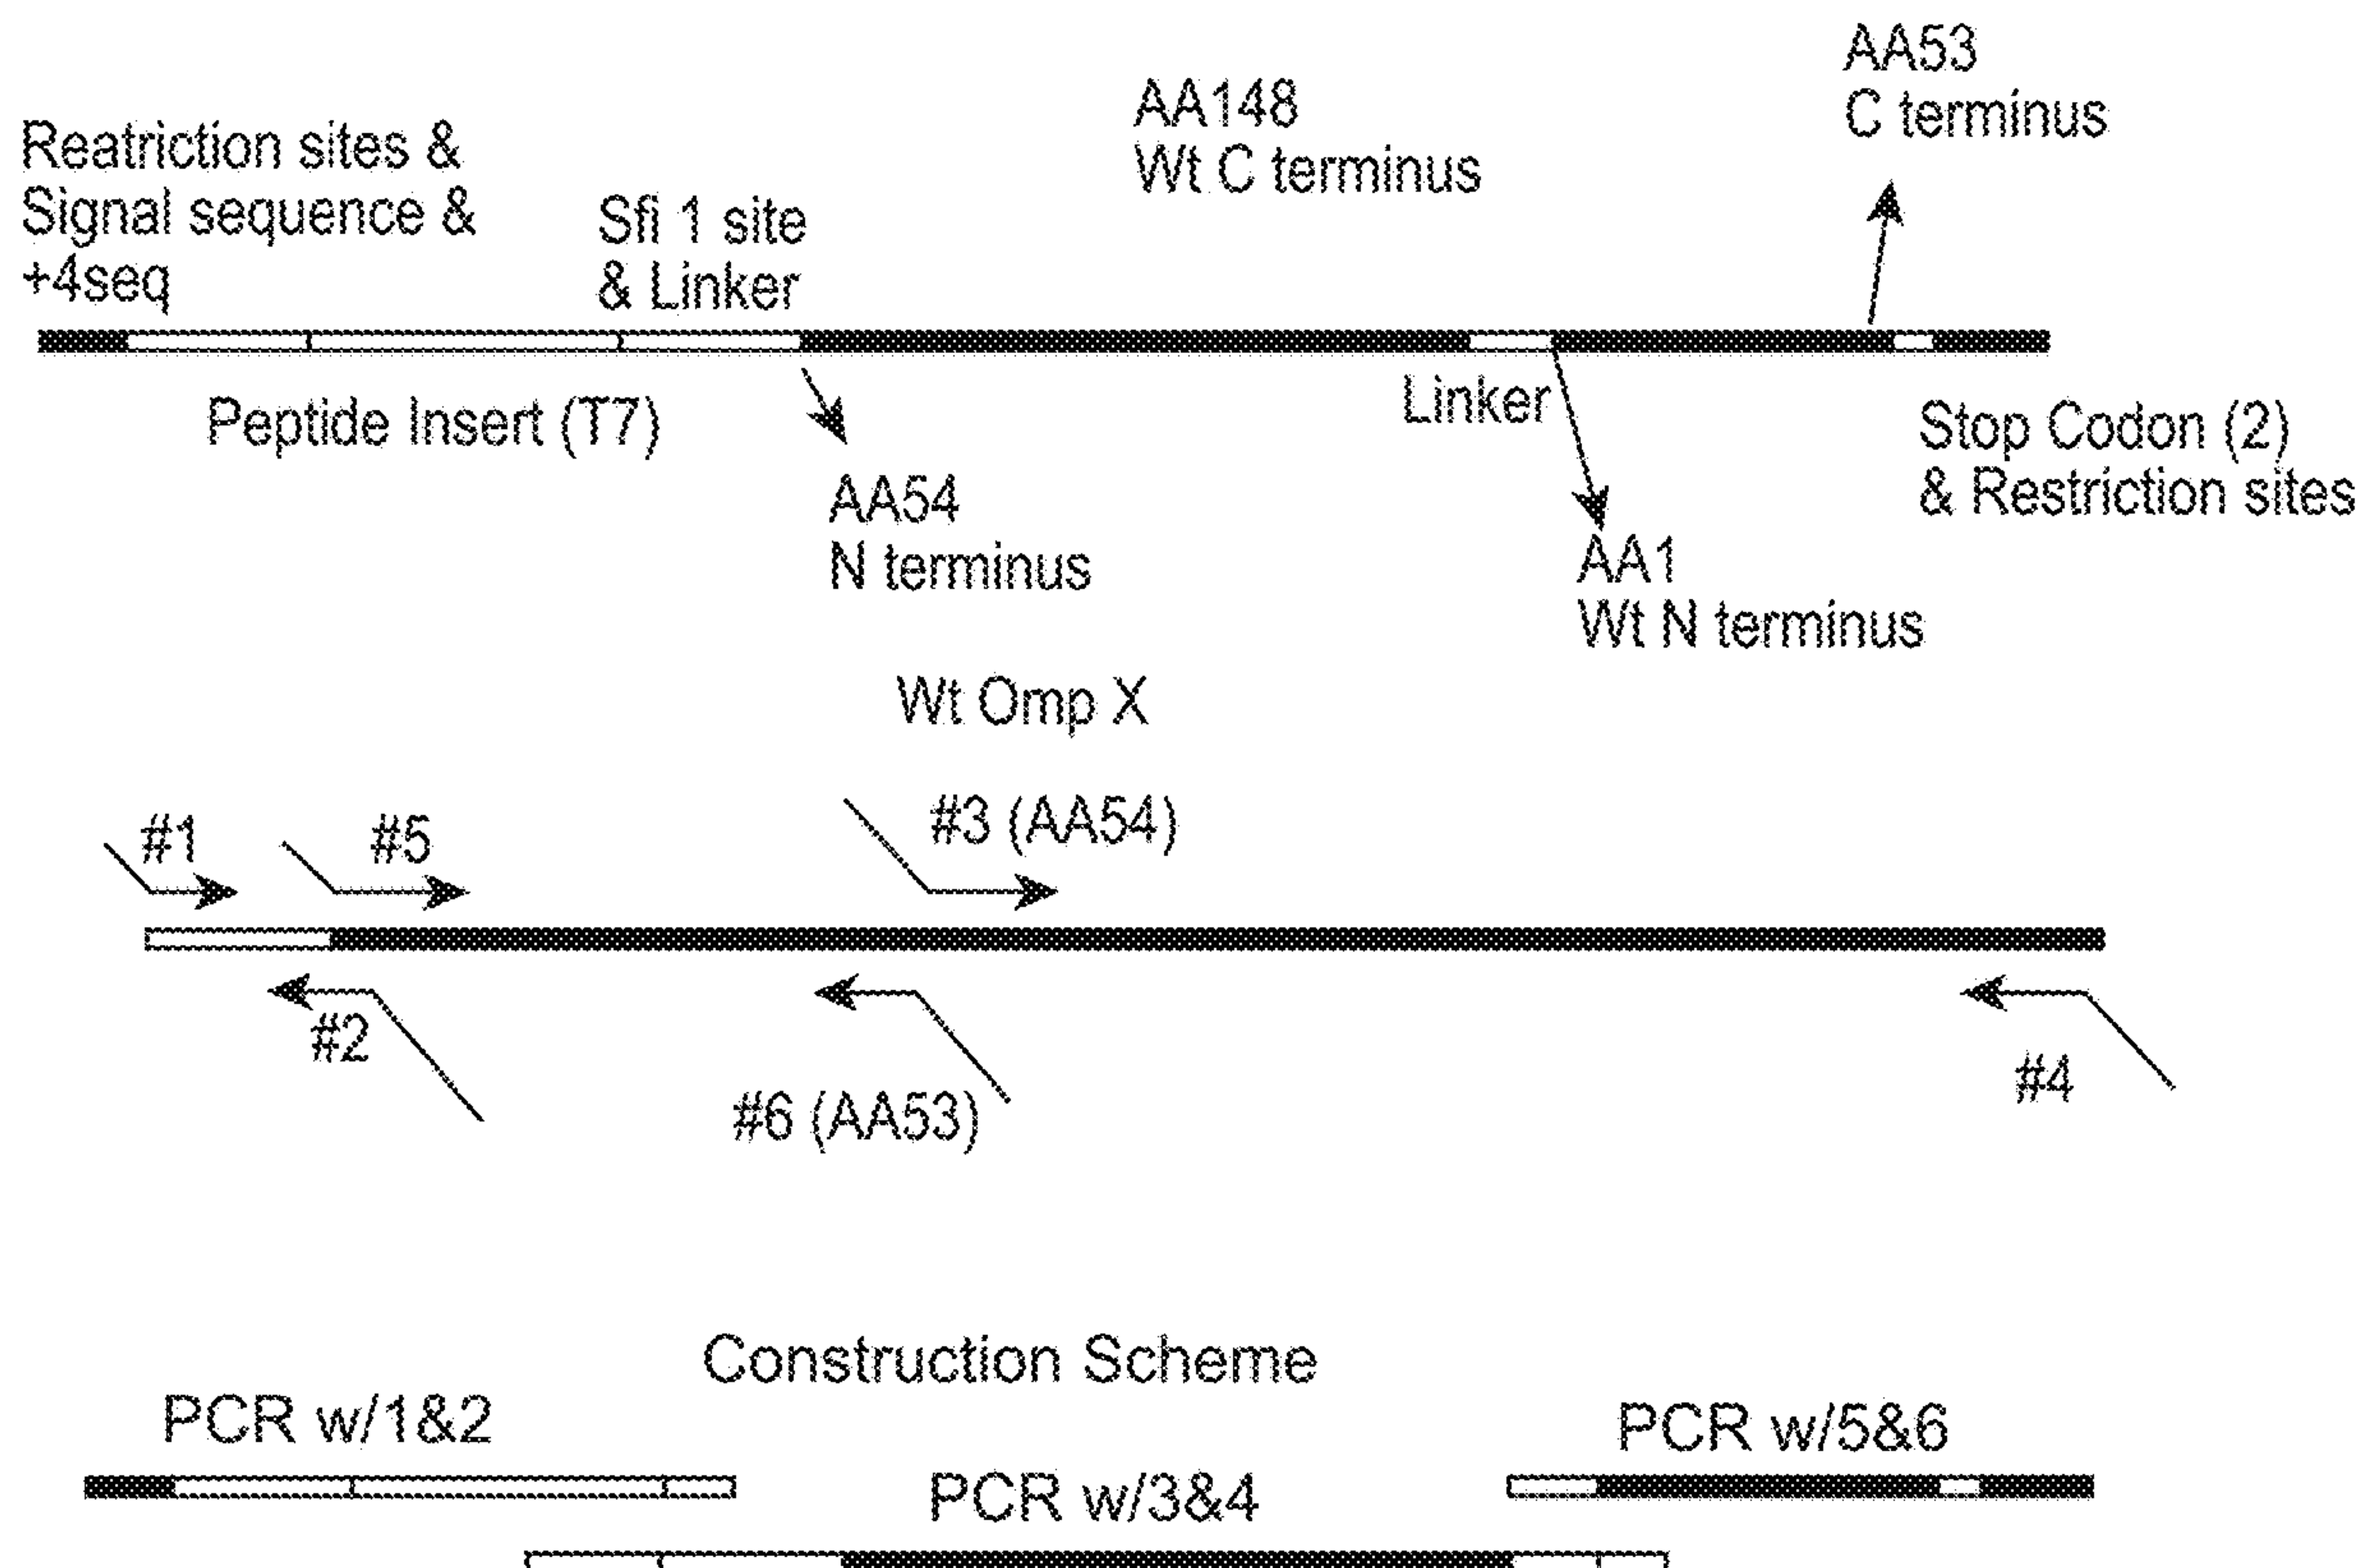 AA53
C terminus
AA148
Wt C terminus
Reatriction sites &
Signal sequence &
+4seq
Sfi 1 site
& Linker
Peptide Insert (T7)
Linker
Stop Codon (2)
& Restriction sites
AA54
N terminus
AA1
Wt N terminus
Wt Omp X
#1
#5
#3 (AA54)
#2
#6 (AA53)
#4
Construction Scheme
PCR w/1&2
PCR w/5&6
PCR w/3&4